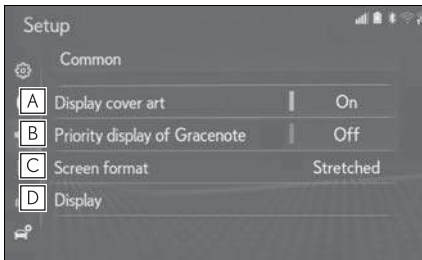 Setup
Common
A Display cover art On
B Priority display of Gracenote Off
C Screen format Stretched
D Display